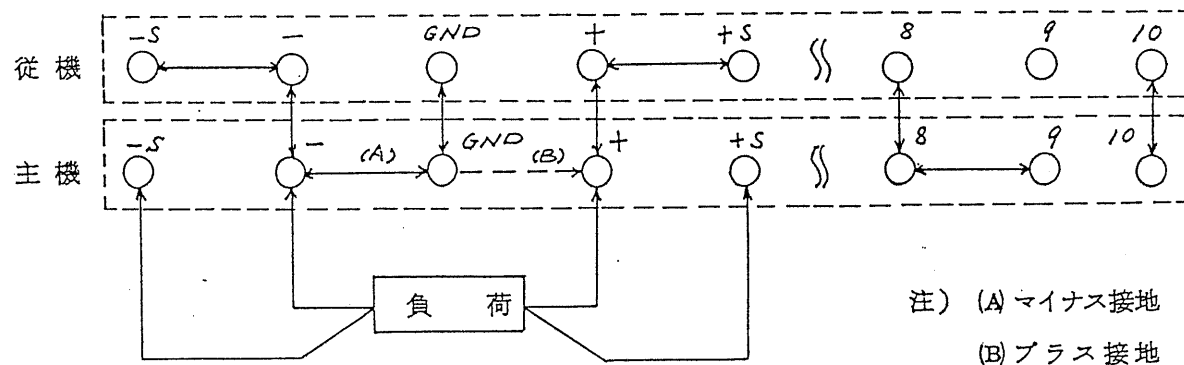 -S - GND + +S 8 9 10
従機
-S - (A) GND (B) + +S 8 9 10
主機
負荷
注) (A) マイナス接地
(B) プラス接地